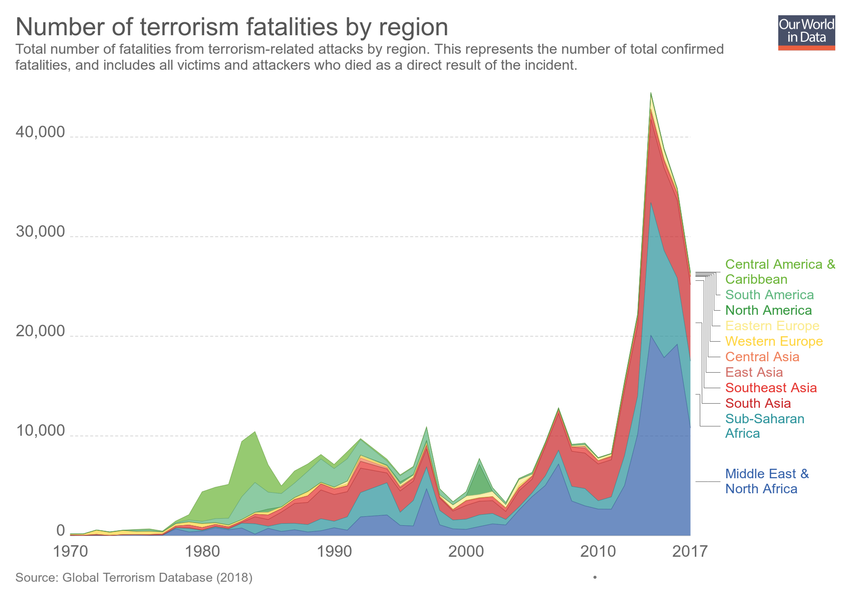 Number of terrorism fatalities by region
Our World
in Data
Total number of fatalities from terrorism-related attacks by region. This represents the number of total confirmed
fatalities, and includes all victims and attackers who died as a direct result of the incident.
40,000
30,000
20,000
10,000
0
1970
1980
1990
2000
2010
2017
Central America &
Caribbean
South America
North America
Eastern Europe
Western Europe
Central Asia
East Asia
Southeast Asia
South Asia
Sub-Saharan
Africa
Middle East &
North Africa
Source: Global Terrorism Database (2018)